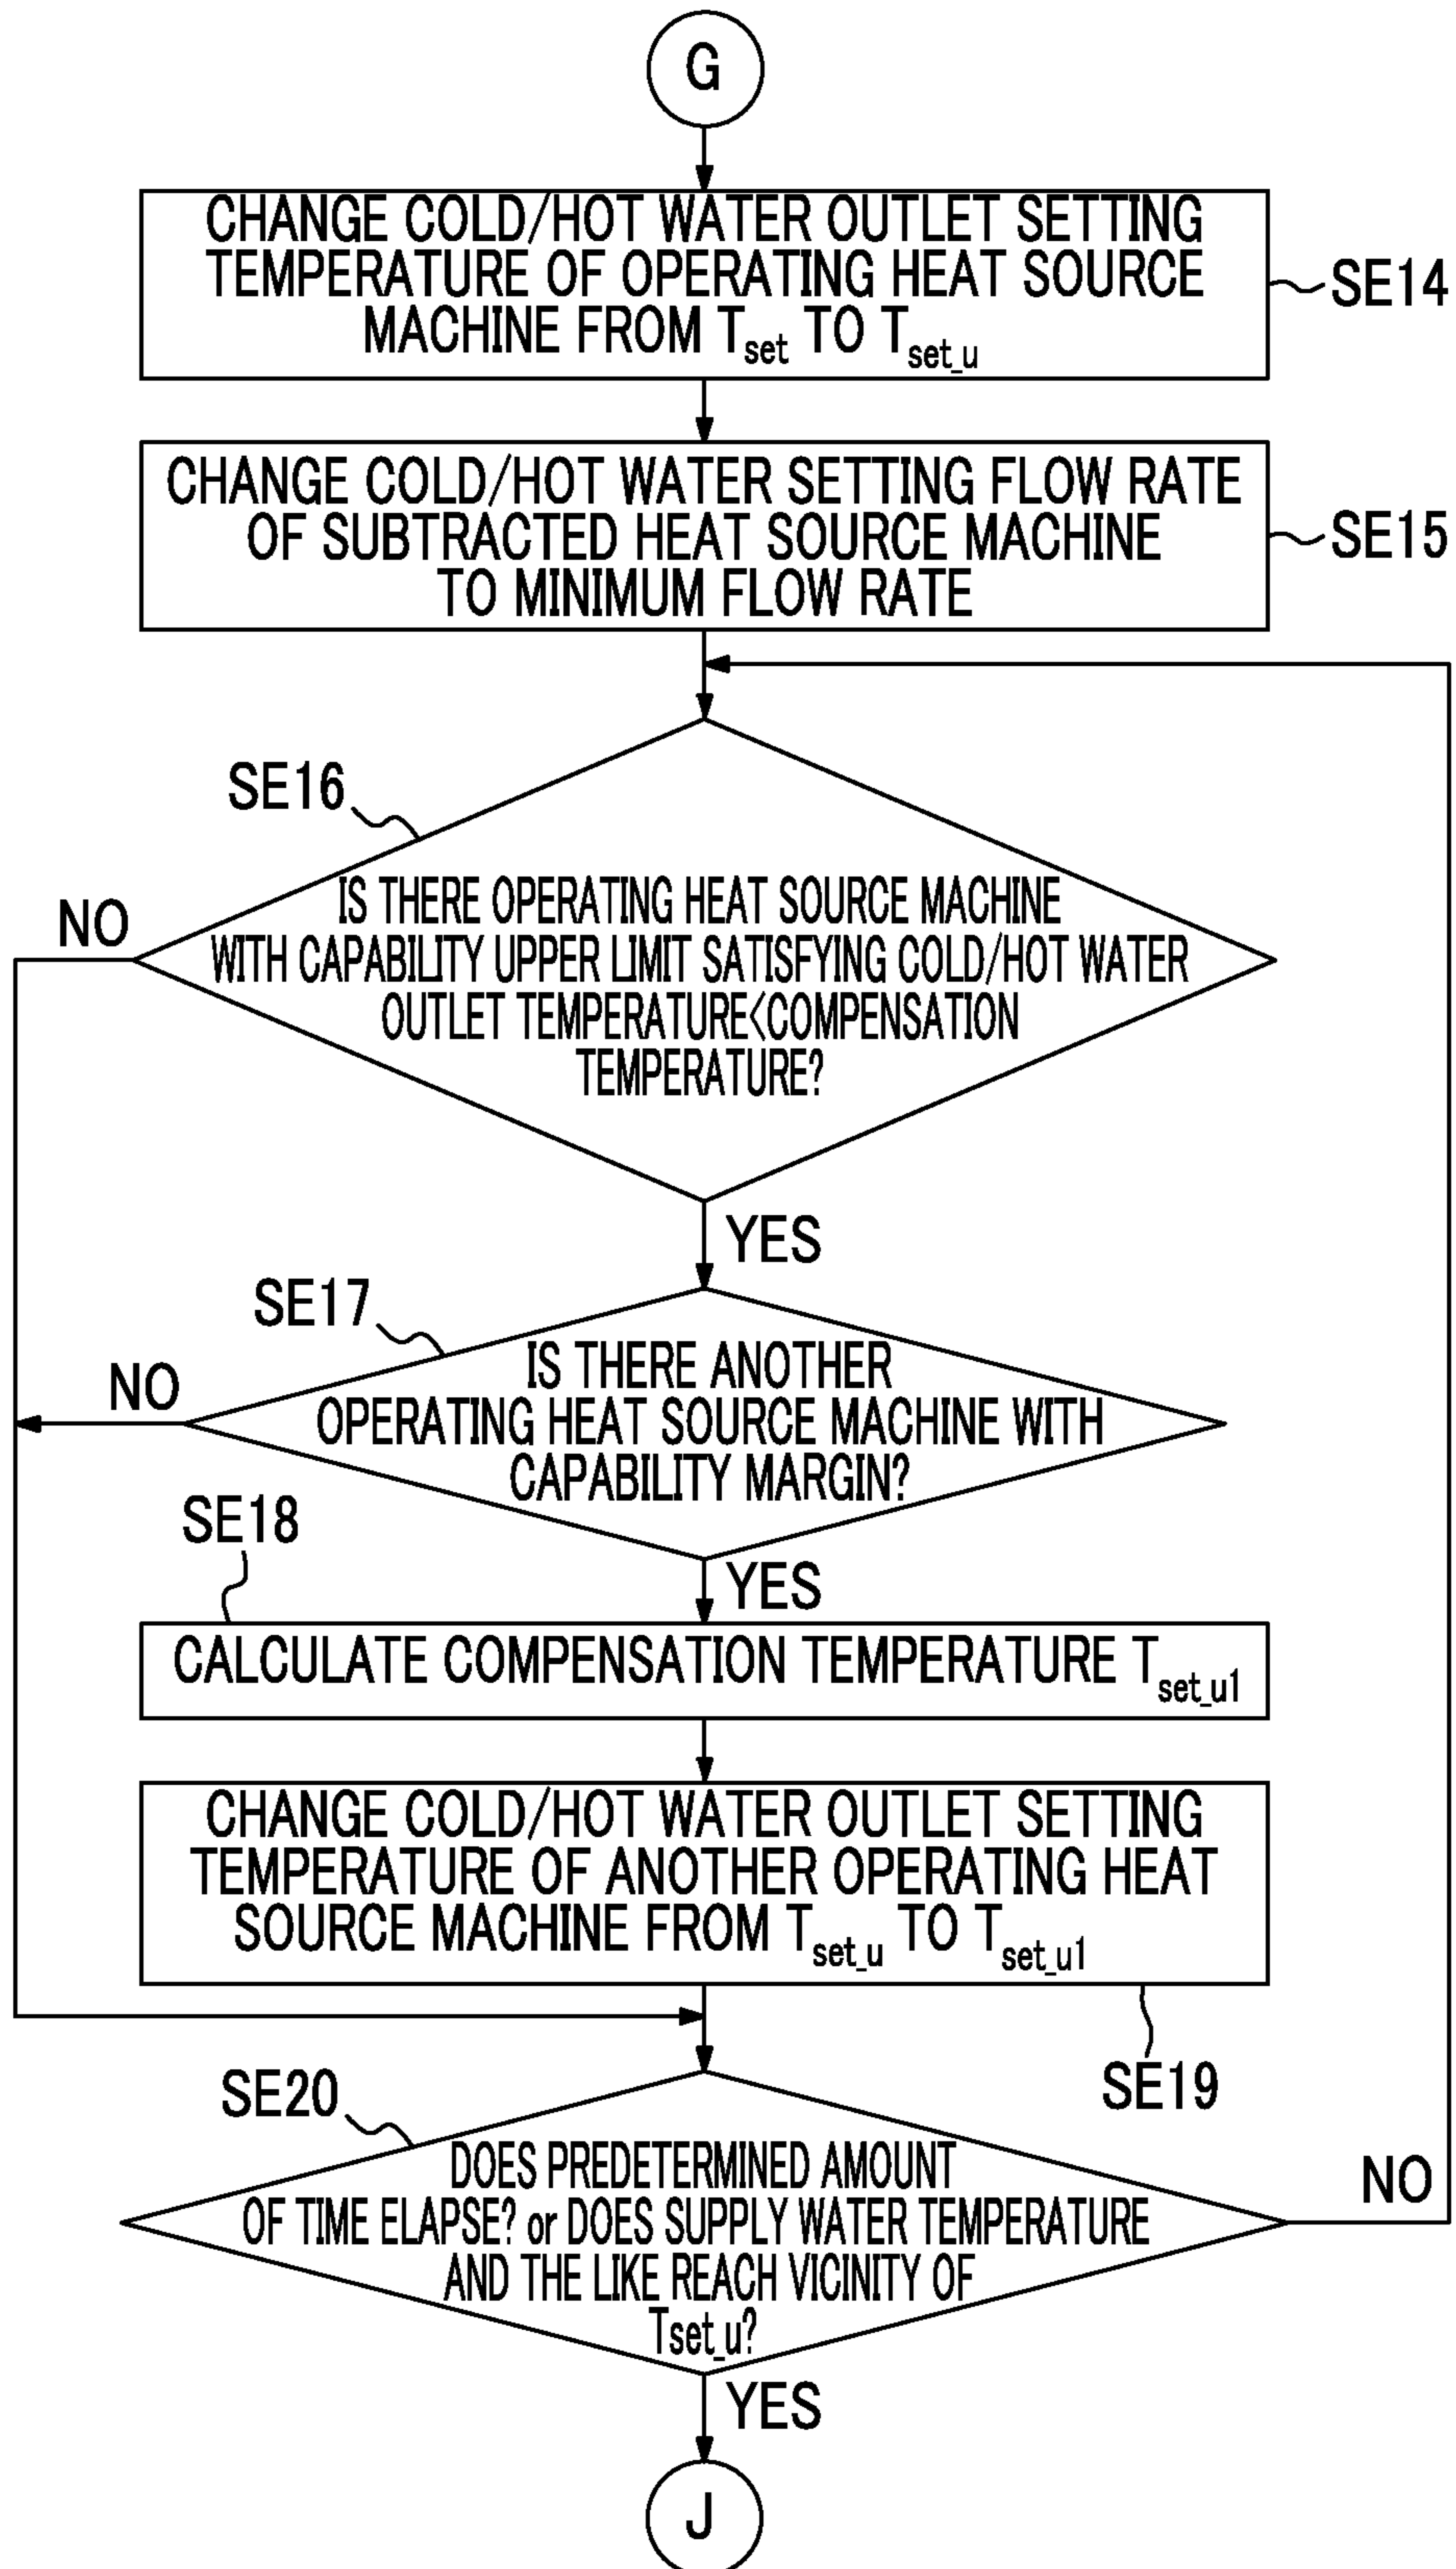 G
CHANGE COLD/HOT WATER OUTLET SETTING
TEMPERATURE OF OPERATING HEAT SOURCE
MACHINE FROM Tset TO Tset_u
SE14
CHANGE COLD/HOT WATER SETTING FLOW RATE
OF SUBTRACTED HEAT SOURCE MACHINE
TO MINIMUM FLOW RATE
SE15
SE16
IS THERE OPERATING HEAT SOURCE MACHINE
WITH CAPABILITY UPPER LIMIT SATISFYING COLD/HOT WATER
OUTLET TEMPERATURE<COMPENSATION
TEMPERATURE?
NO
YES
SE17
IS THERE ANOTHER
OPERATING HEAT SOURCE MACHINE WITH
CAPABILITY MARGIN?
NO
YES
SE18
CALCULATE COMPENSATION TEMPERATURE Tset_u1
CHANGE COLD/HOT WATER OUTLET SETTING
TEMPERATURE OF ANOTHER OPERATING HEAT
SOURCE MACHINE FROM Tset_u TO Tset_u1
SE19
SE20
DOES PREDETERMINED AMOUNT
OF TIME ELAPSE? or DOES SUPPLY WATER TEMPERATURE
AND THE LIKE REACH VICINITY OF
Tset_u?
NO
YES
J